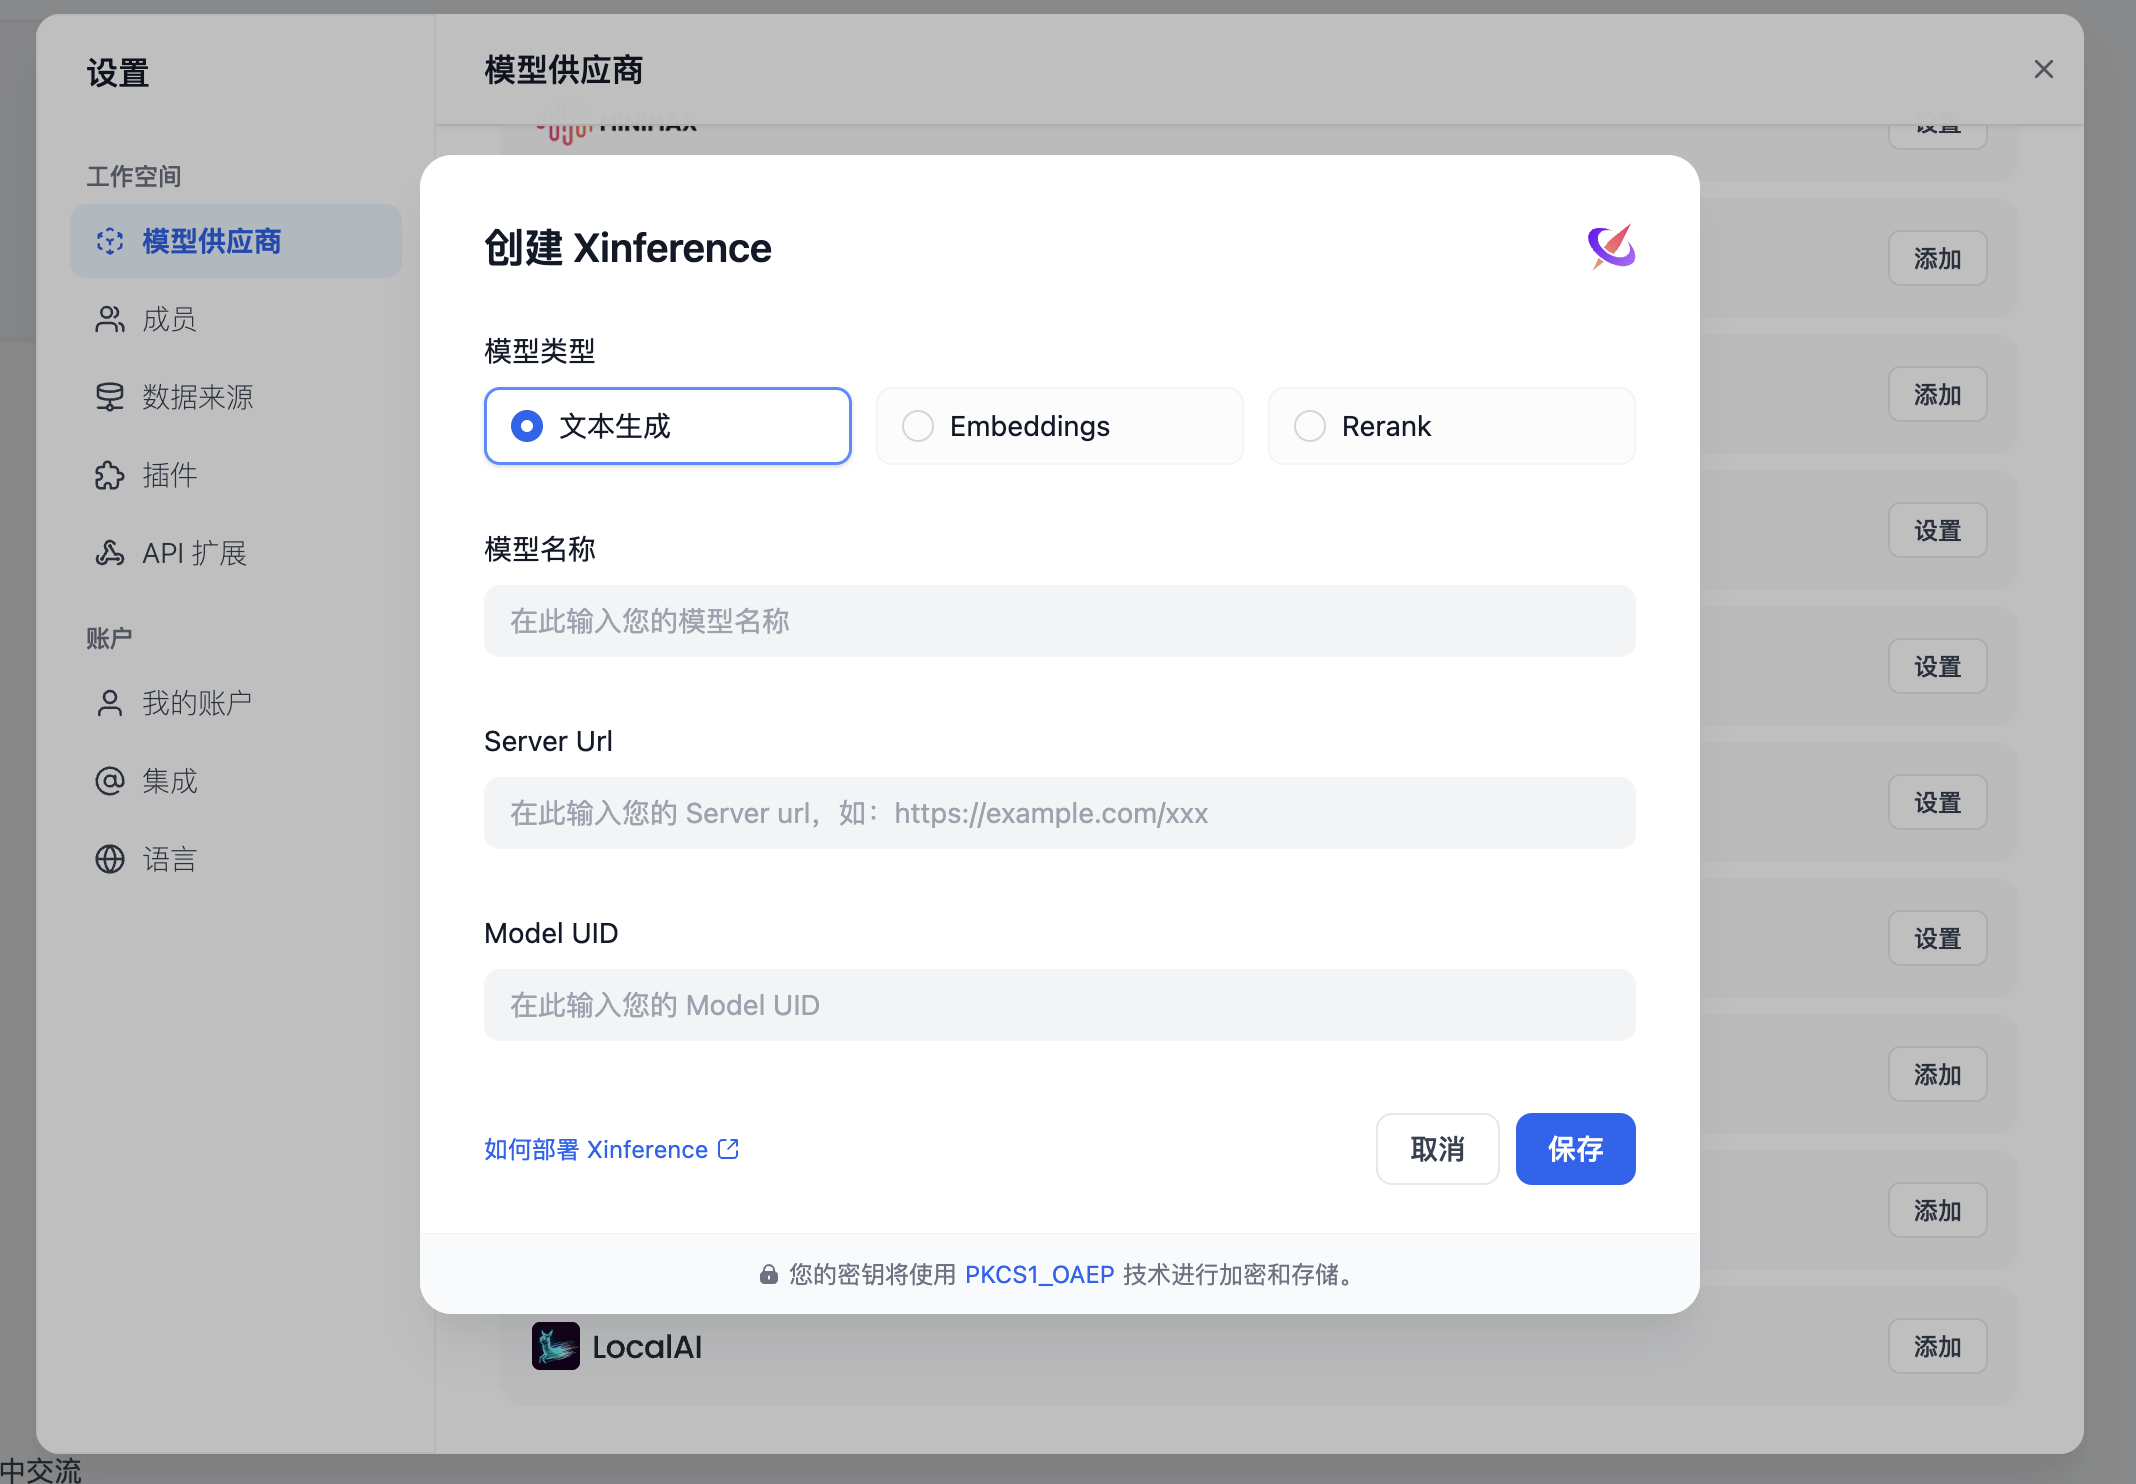 设置
工作空间
模型供应商
成员
数据来源
插件
API 扩展
账户
我的账户
集成
语言
模型供应商
MINIMAX
设置
添加
添加
设置
设置
设置
设置
添加
添加
LocalAI
添加
创建 Xinference
模型类型
文本生成
Embeddings
Rerank
模型名称
在此输入您的模型名称
Server Url
在此输入您的 Server url，如：https://example.com/xxx
Model UID
在此输入您的 Model UID
如何部署 Xinference
取消
保存
您的密钥将使用 PKCS1_OAEP 技术进行加密和存储。
中交流